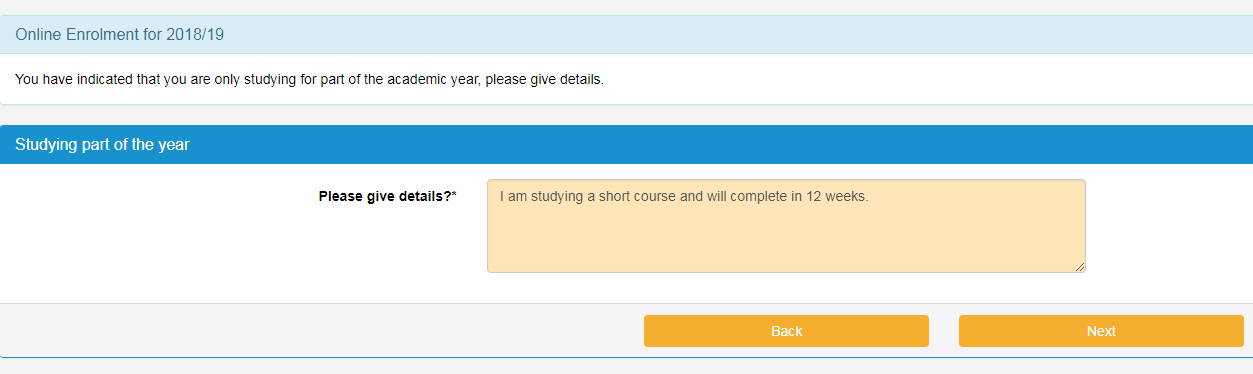 Online Enrolment for 2018/19
You have indicated that you are only studying for part of the academic year, please give details.
Studying part of the year
Please give details?*
I am studying a short course and will complete in 12 weeks.
Back
Next